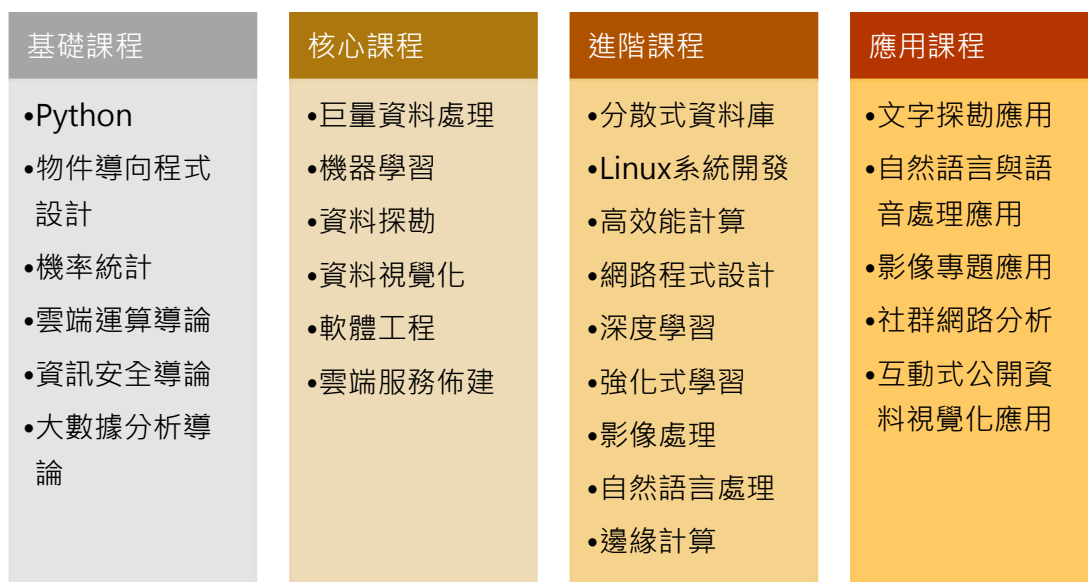 基礎課程
•Python
•物件導向程式
設計
•機率統計
•雲端運算導論
•資訊安全導論
•大數據分析導
論
核心課程
•巨量資料處理
•機器學習
•資料探勘
•資料視覺化
•軟體工程
•雲端服務佈建
進階課程
•分散式資料庫
•Linux系統開發
•高效能計算
•網路程式設計
•深度學習
•強化式學習
•影像處理
•自然語言處理
•邊緣計算
應用課程
•文字探勘應用
•自然語言與語
音處理應用
•影像專題應用
•社群網路分析
•互動式公開資
料視覺化應用